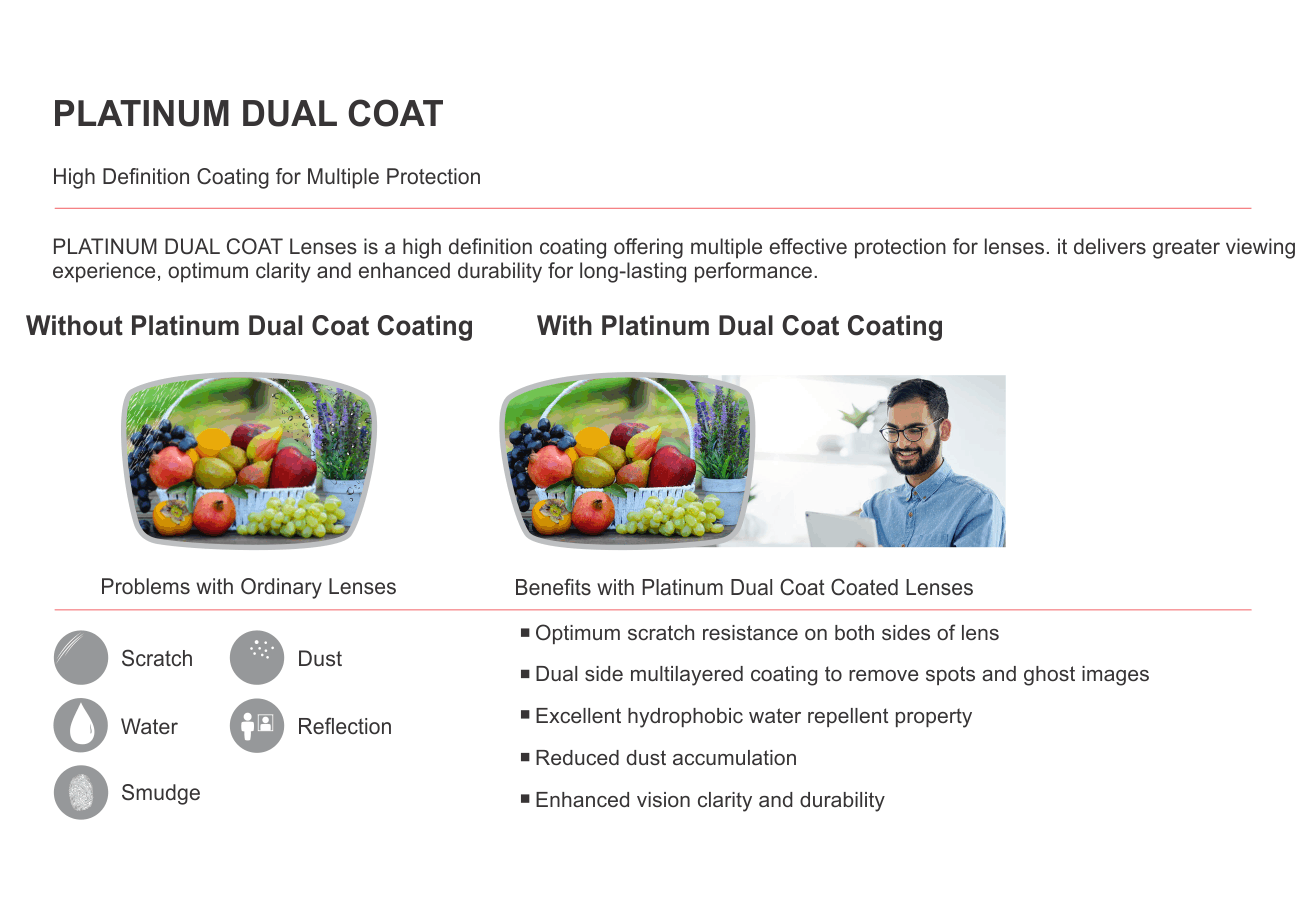 PLATINUM DUAL COAT
High Definition Coating for Multiple Protection
PLATINUM DUAL COAT Lenses is a high definition coating offering multiple effective protection for lenses. it delivers greater viewing
experience, optimum clarity and enhanced durability for long-lasting performance.
Without Platinum Dual Coat Coating
With Platinum Dual Coat Coating
Problems with Ordinary Lenses
Scratch
Dust
Water
Reflection
Smudge
Benefits with Platinum Dual Coat Coated Lenses
▪ Optimum scratch resistance on both sides of lens
▪ Dual side multilayered coating to remove spots and ghost images
▪ Excellent hydrophobic water repellent property
▪ Reduced dust accumulation
▪ Enhanced vision clarity and durability